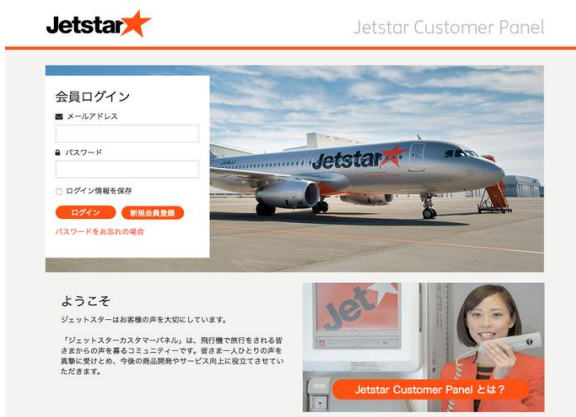 Jetstar
Jetstar Customer Panel
会員ログイン
メールアドレス
パスワード
ログイン情報を保存
ログイン
新規会員登録
パスワードをお忘れの場合
Jetstar
ようこそ
ジェットスターはお客様の声を大切にしています。
「ジェットスターカスタマーパネル」は、飛行機で旅行をされる皆
さまからの声を募るコミュニティーです。皆さま一人ひとりの声を
真摯に受けとめ、今後の商品開発やサービス向上に役立てさせてい
ただきます。
Jet
Jetstar Customer Panel とは？